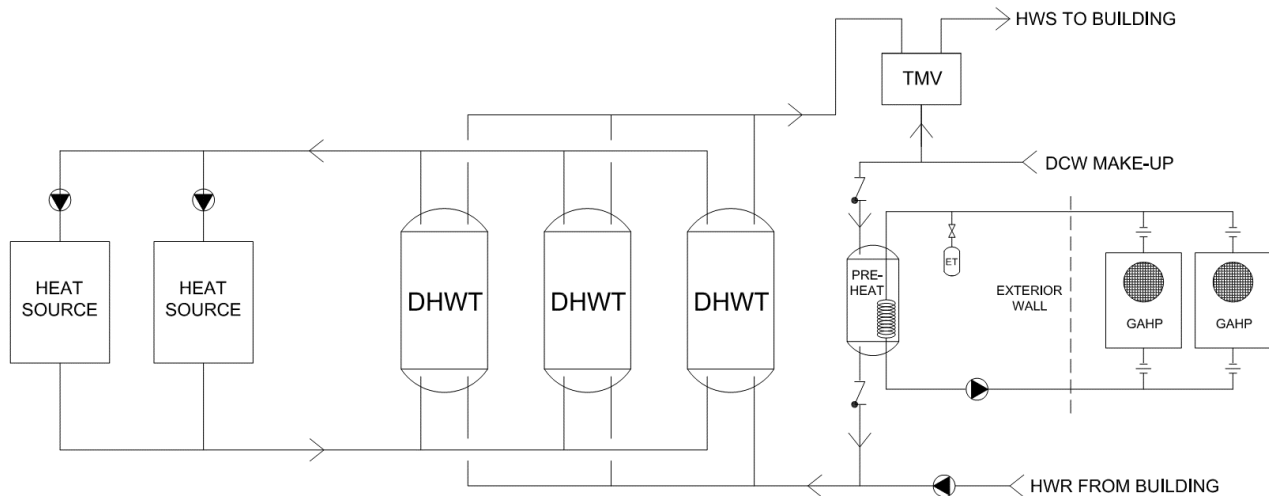 HWS TO BUILDING
TMV
DCW MAKE-UP
HEAT
SOURCE
HEAT
SOURCE
DHWT
DHWT
DHWT
PRE-
HEAT
ET
EXTERIOR
WALL
GAHP
GAHP
HWR FROM BUILDING